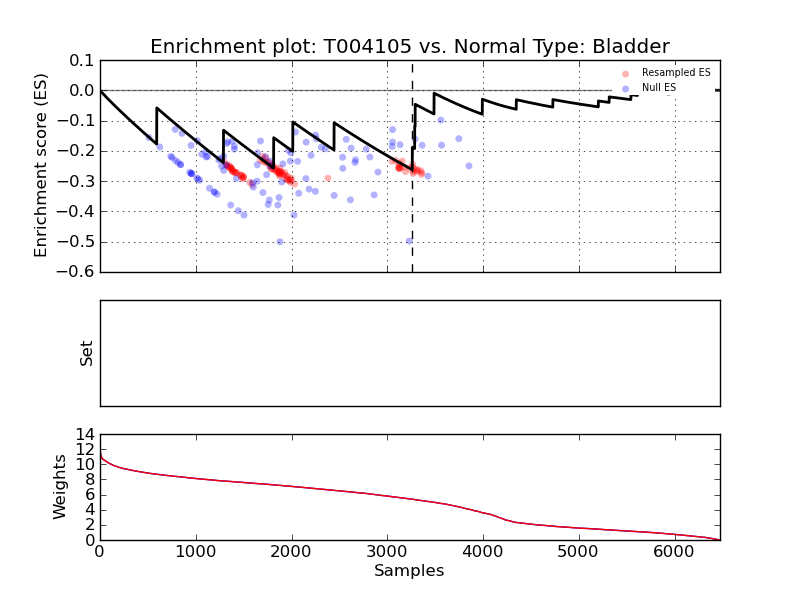 Enrichment plot: T004105 vs. Normal Type: Bladder
0.1
0.0
−0.1
−0.2
−0.3
−0.4
−0.5
−0.6
Enrichment score (ES)
Resampled ES
Null ES
Set
14
12
10
8
6
4
2
0
Weights
0 1000 2000 3000 4000 5000 6000
Samples